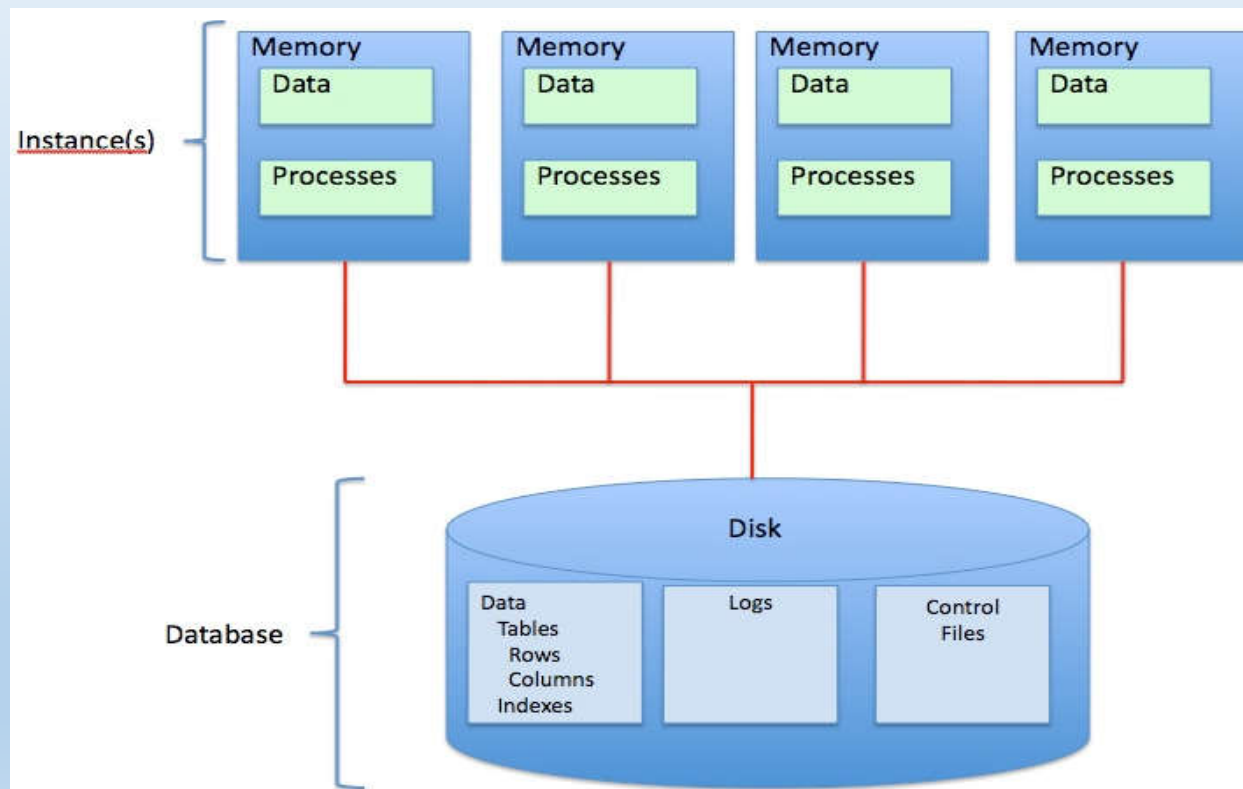 Memory
Data
Processes
Memory
Data
Processes
Memory
Data
Processes
Memory
Data
Processes
Instance(s)
Disk
Data
Tables
Rows
Columns
Indexes
Logs
Control
Files
Database